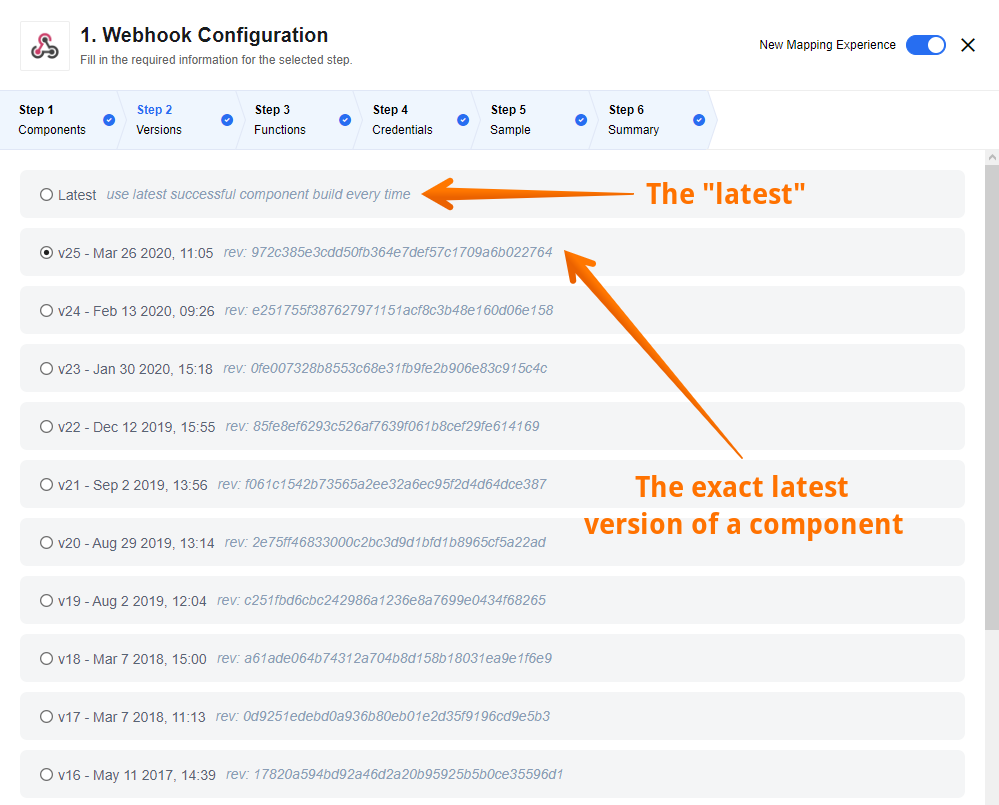 1. Webhook Configuration
Fill in the required information for the selected step.
New Mapping Experience
Step 1
Components
Step 2
Versions
Step 3
Functions
Step 4
Credentials
Step 5
Sample
Step 6
Summary
Latest use latest successful component build every time
The "latest"
v25 - Mar 26 2020, 11:05 rev: 972c385e3cdd50fb364e7def57c1709a6b022764
v24 - Feb 13 2020, 09:26 rev: e251755f387627971151acf8c3b48e160d06e158
v23 - Jan 30 2020, 15:18 rev: 0fe007328b8553c68e31fb9fe2b906e83c915c4c
v22 - Dec 12 2019, 15:55 rev: 85fe8ef6293c526af7639f061b8cef29fe614169
v21 - Sep 2 2019, 13:56 rev: f061c1542b73565a2ee32a6ec95f2d4d64dce387
The exact latest
version of a component
v20 - Aug 29 2019, 13:14 rev: 2e75ff46833000c2bc3d9d1bfd1b8965cf5a22ad
v19 - Aug 2 2019, 12:04 rev: c251fbd6cbc242986a1236e8a7699e0434f68265
v18 - Mar 7 2018, 15:00 rev: a61ade064b74312a704b8d158b18031ea9e1f6e9
v17 - Mar 7 2018, 11:13 rev: 0d9251edebd0a936b80eb01e2d35f9196cd9e5b3
v16 - May 11 2017, 14:39 rev: 17820a594bd92a46d2a20b95925b5b0ce35596d1